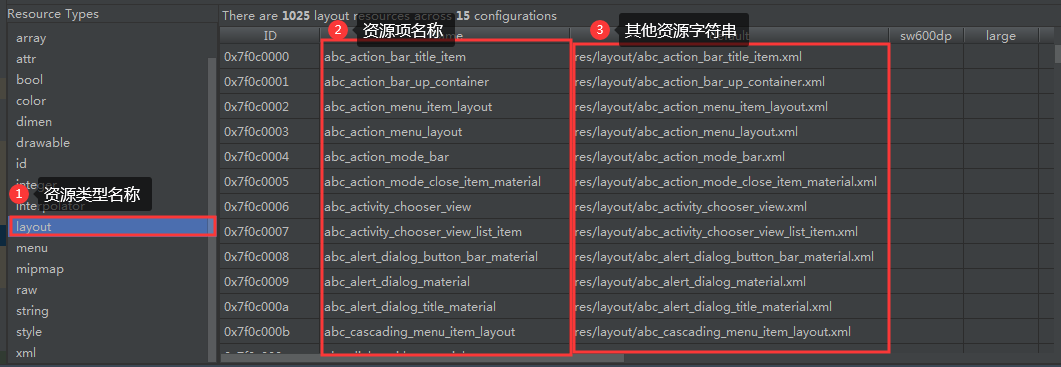 Resource Types
array
attr
bool
color
dimen
drawable
id
1 资源类型名称
interpolator
layout
menu
mipmap
raw
string
style
xml
There are 1025 layout resources across 15 configurations
2 资源项名称
3 其他资源字符串
ID sw600dp large
0x7f0c0000 abc_action_bar_title_item res/layout/abc_action_bar_title_item.xml
0x7f0c0001 abc_action_bar_up_container res/layout/abc_action_bar_up_container.xml
0x7f0c0002 abc_action_menu_item_layout res/layout/abc_action_menu_item_layout.xml
0x7f0c0003 abc_action_menu_layout res/layout/abc_action_menu_layout.xml
0x7f0c0004 abc_action_mode_bar res/layout/abc_action_mode_bar.xml
0x7f0c0005 abc_action_mode_close_item_material res/layout/abc_action_mode_close_item_material.xml
0x7f0c0006 abc_activity_chooser_view res/layout/abc_activity_chooser_view.xml
0x7f0c0007 abc_activity_chooser_view_list_item res/layout/abc_activity_chooser_view_list_item.xml
0x7f0c0008 abc_alert_dialog_button_bar_material res/layout/abc_alert_dialog_button_bar_material.xml
0x7f0c0009 abc_alert_dialog_material res/layout/abc_alert_dialog_material.xml
0x7f0c000a abc_alert_dialog_title_material res/layout/abc_alert_dialog_title_material.xml
0x7f0c000b abc_cascading_menu_item_layout res/layout/abc_cascading_menu_item_layout.xml